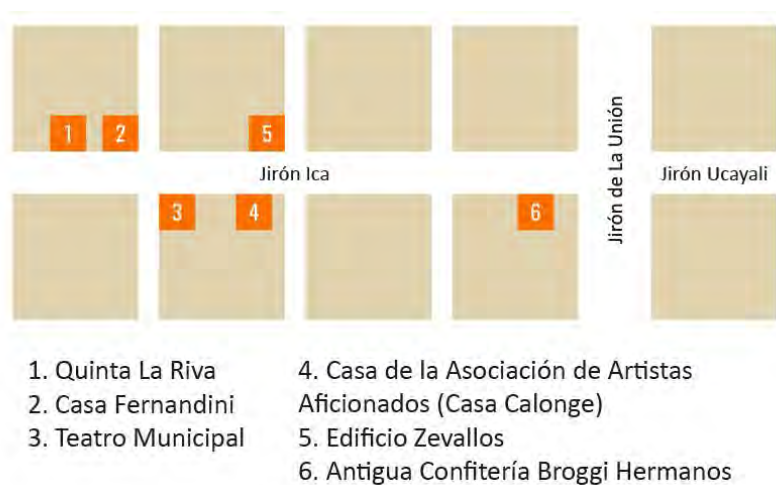 1
2
5
Jirón Ica
Jirón de La Unión
Jirón Ucayali
3
4
6
1. Quinta La Riva
2. Casa Fernandini
3. Teatro Municipal
4. Casa de la Asociación de Artistas
Aficionados (Casa Calonge)
5. Edificio Zevallos
6. Antigua Confitería Broggi Hermanos